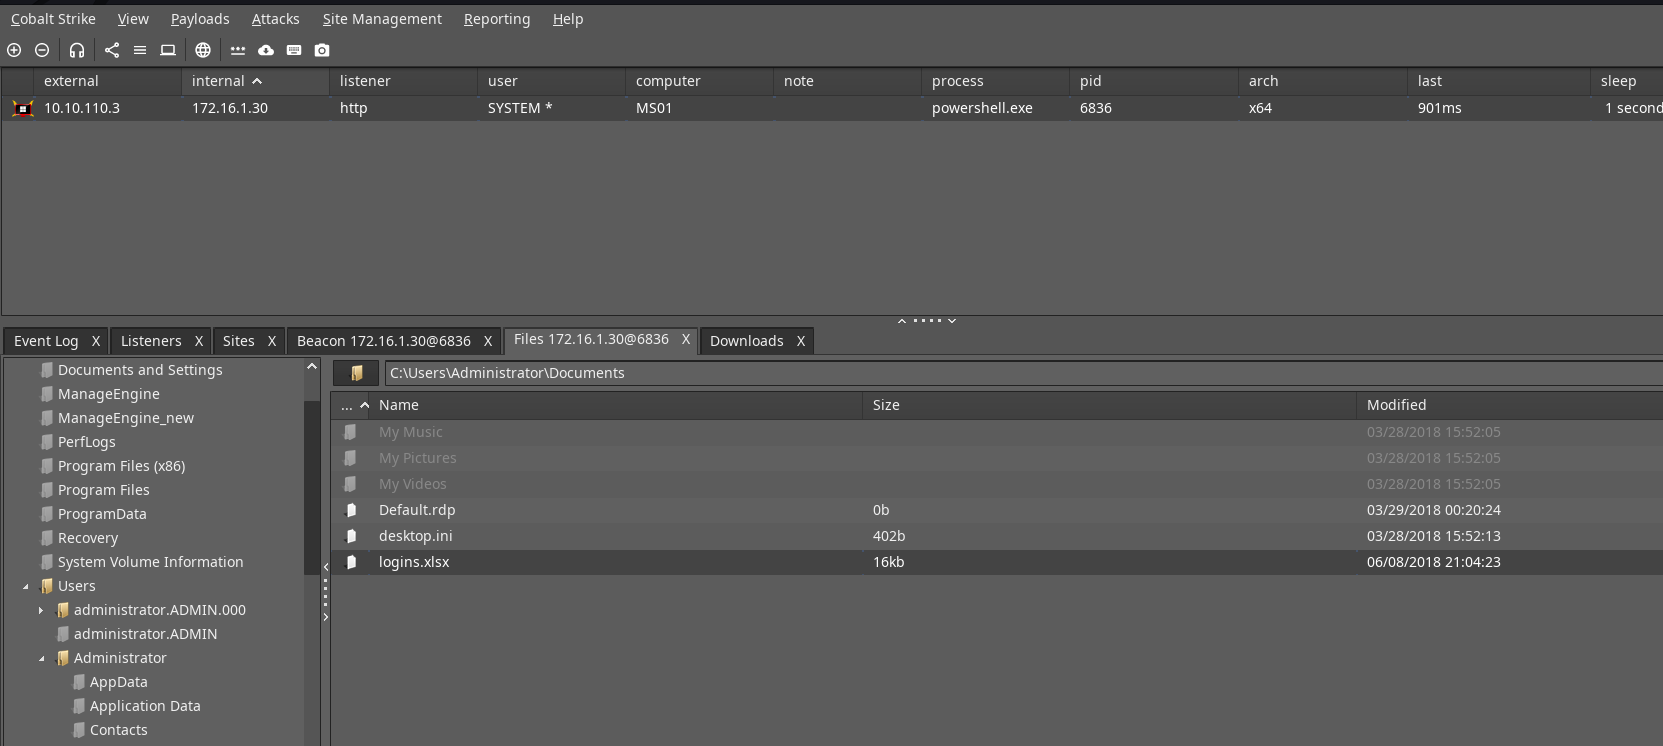 Cobalt Strike View Payloads Attacks Site Management Reporting Help
external internal listener user computer note process pid arch last sleep
10.10.110.3 172.16.1.30 http SYSTEM * MS01 powershell.exe 6836 x64 901ms 1 second
Event Log X Listeners X Sites X Beacon 172.16.1.30@6836 X Files 172.16.1.30@6836 X Downloads X
Documents and Settings
ManageEngine
ManageEngine_new
PerfLogs
Program Files (x86)
Program Files
ProgramData
Recovery
System Volume Information
Users
administrator.ADMIN.000
administrator.ADMIN
Administrator
AppData
Application Data
Contacts
C:\Users\Administrator\Documents
... Name Size Modified
My Music 03/28/2018 15:52:05
My Pictures 03/28/2018 15:52:05
My Videos 03/28/2018 15:52:05
Default.rdp 0b 03/29/2018 00:20:24
desktop.ini 402b 03/28/2018 15:52:13
logins.xlsx 16kb 06/08/2018 21:04:23